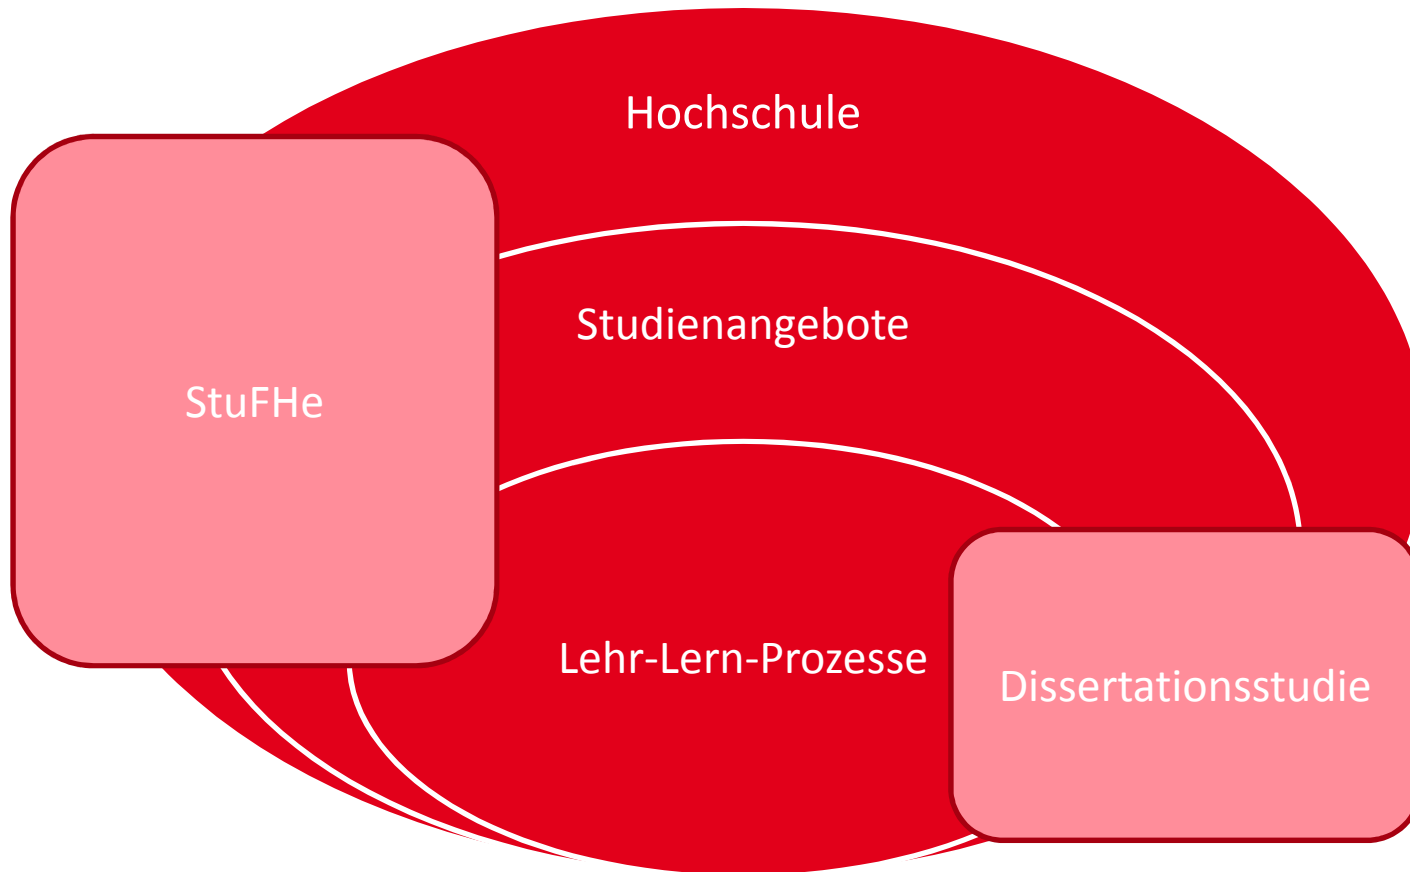 Hochschule
Studienangebote
StuFHe
Lehr-Lern-Prozesse
Dissertationsstudie